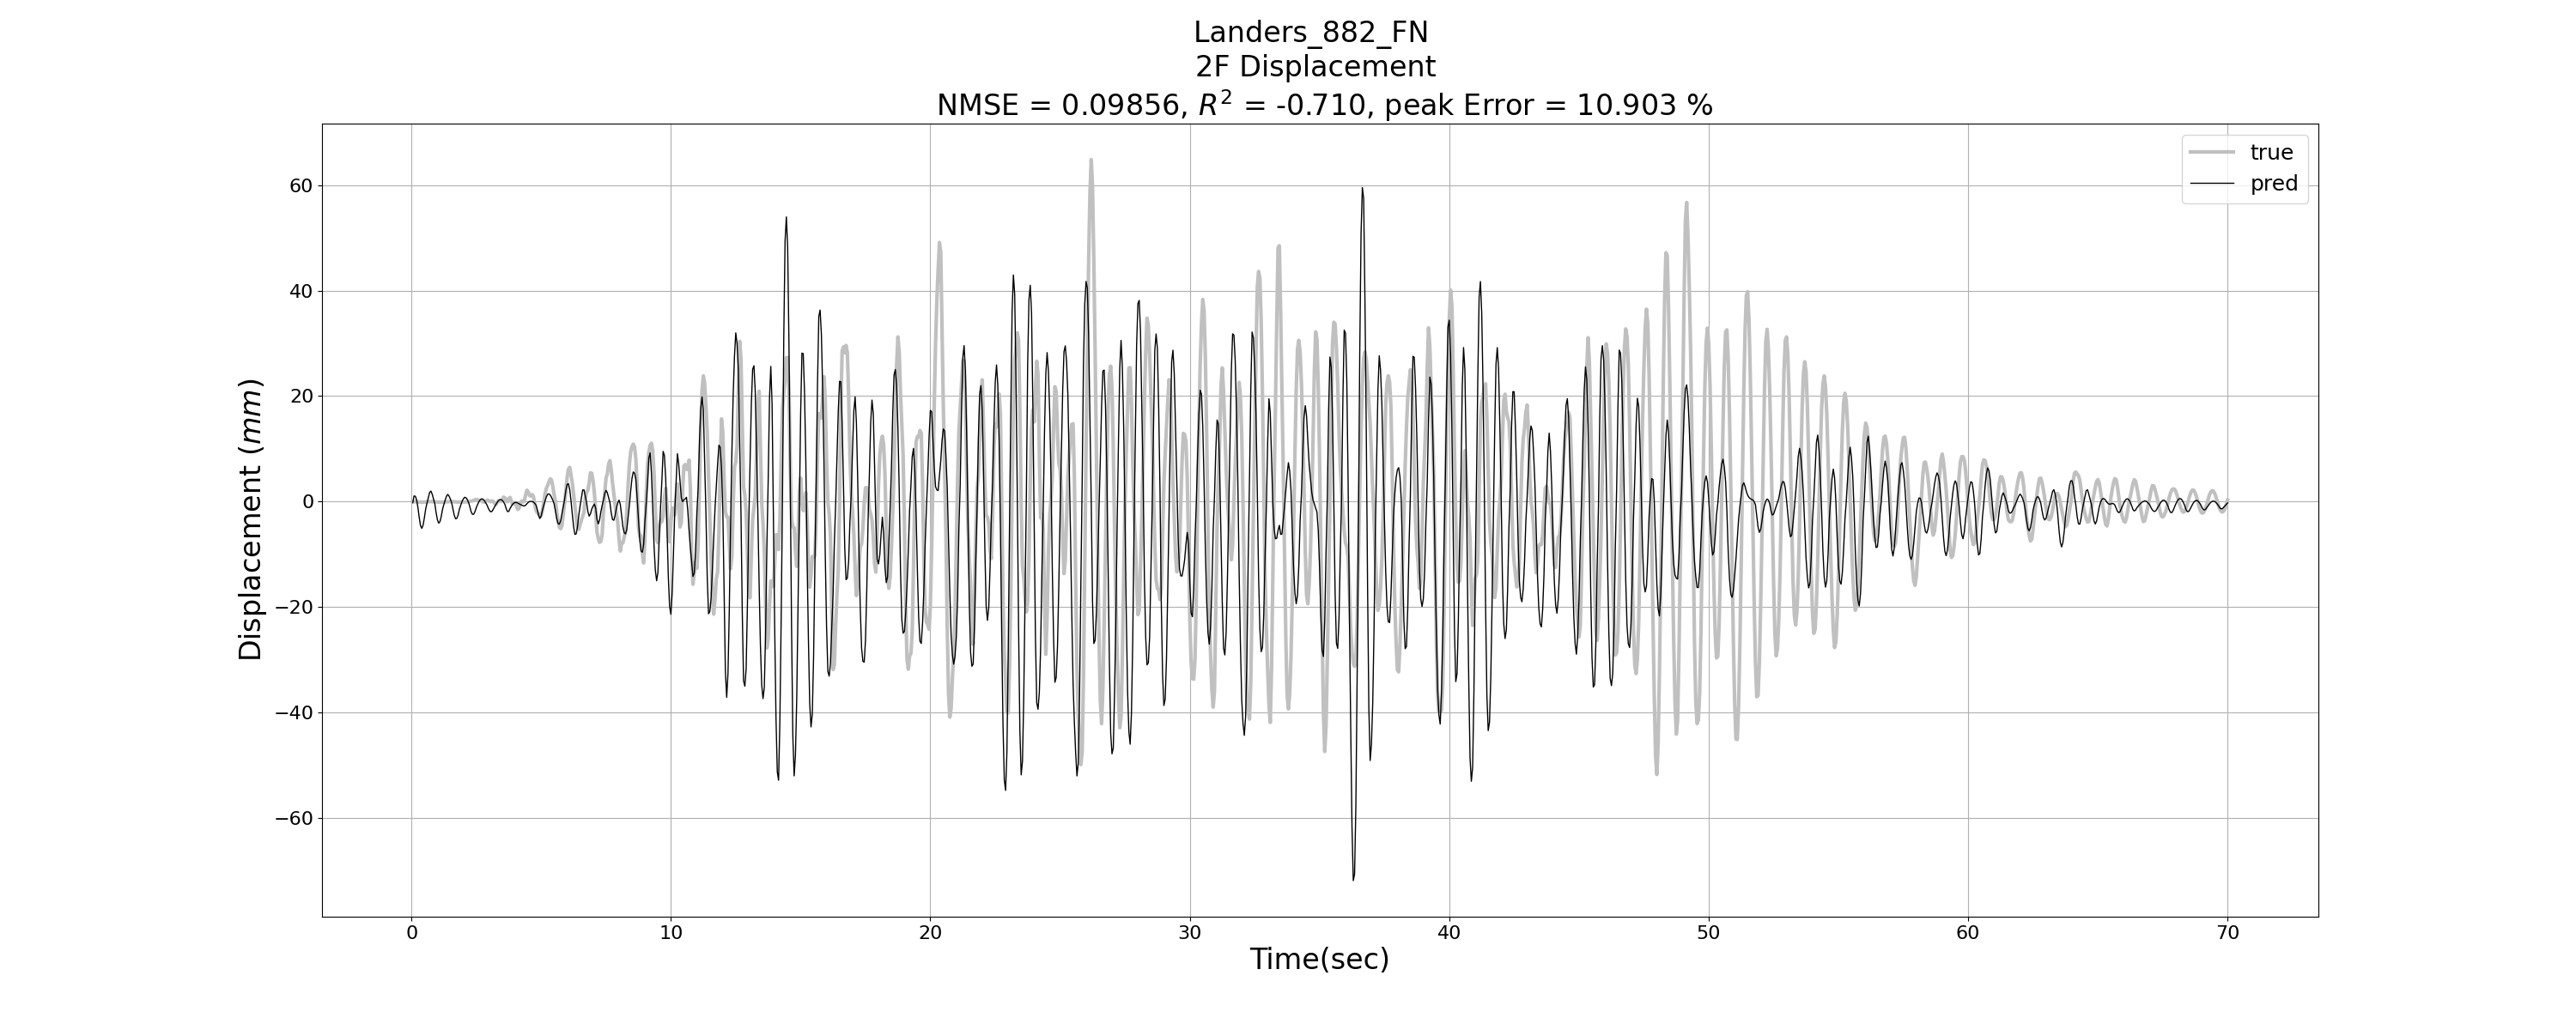 Landers_882_FN
2F Displacement
NMSE = 0.09856, R² = -0.710, peak Error = 10.903 %
true
pred
Displacement (mm)
60
40
20
0
−20
−40
−60
0 10 20 30 40 50 60 70
Time(sec)